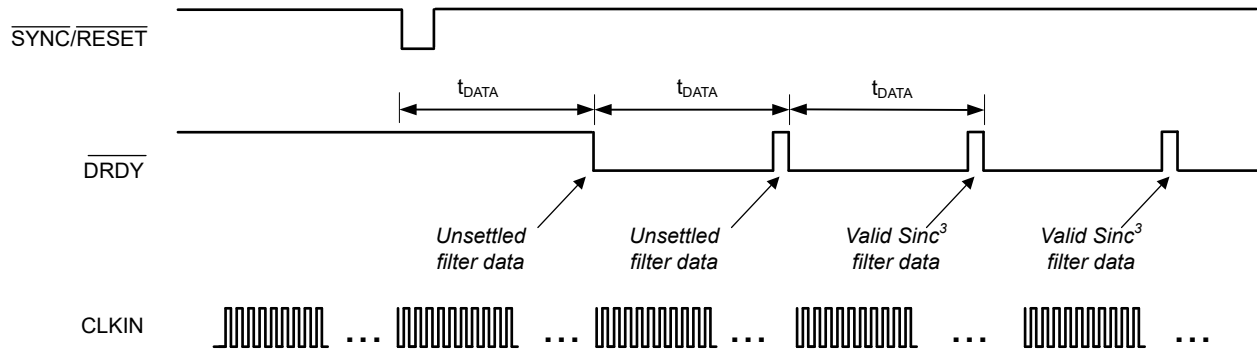 SYNC/RESET
tDATA
tDATA
tDATA
DRDY
Unsettled
filter data
Unsettled
filter data
Valid Sinc³
filter data
Valid Sinc³
filter data
CLKIN
... ... ... ... ...